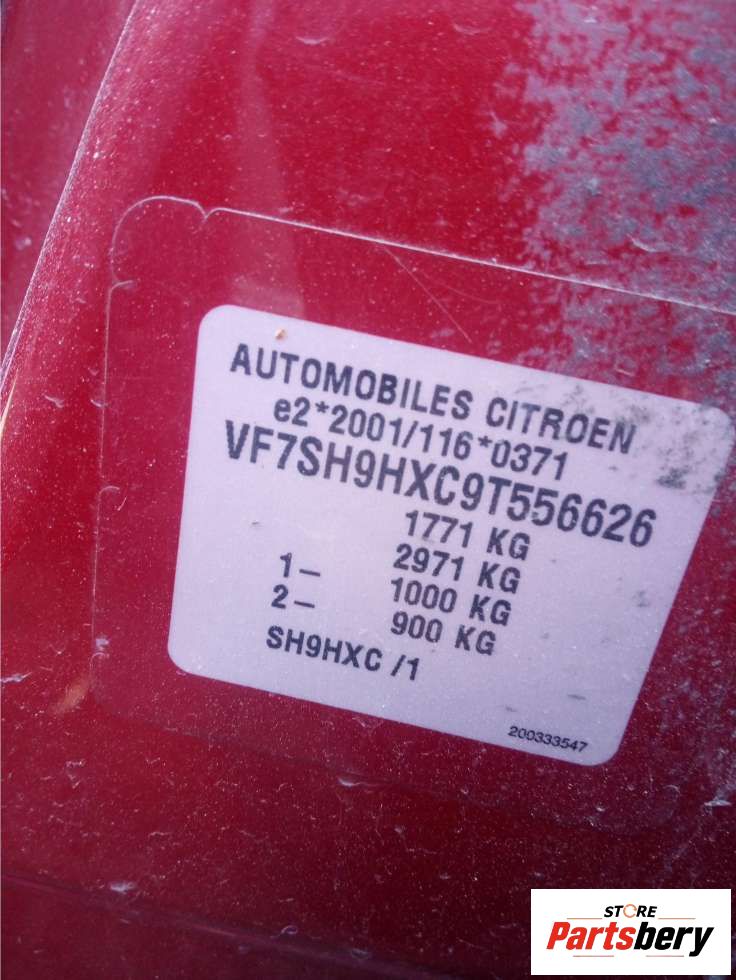 AUTOMOBILES CITROEN
e2*2001/116*0371
VF7SH9HXC9T556626
1771 KG
2971 KG
1– 1000 KG
2– 900 KG
SH9HXC /1
200333547
STORE
Partsbery